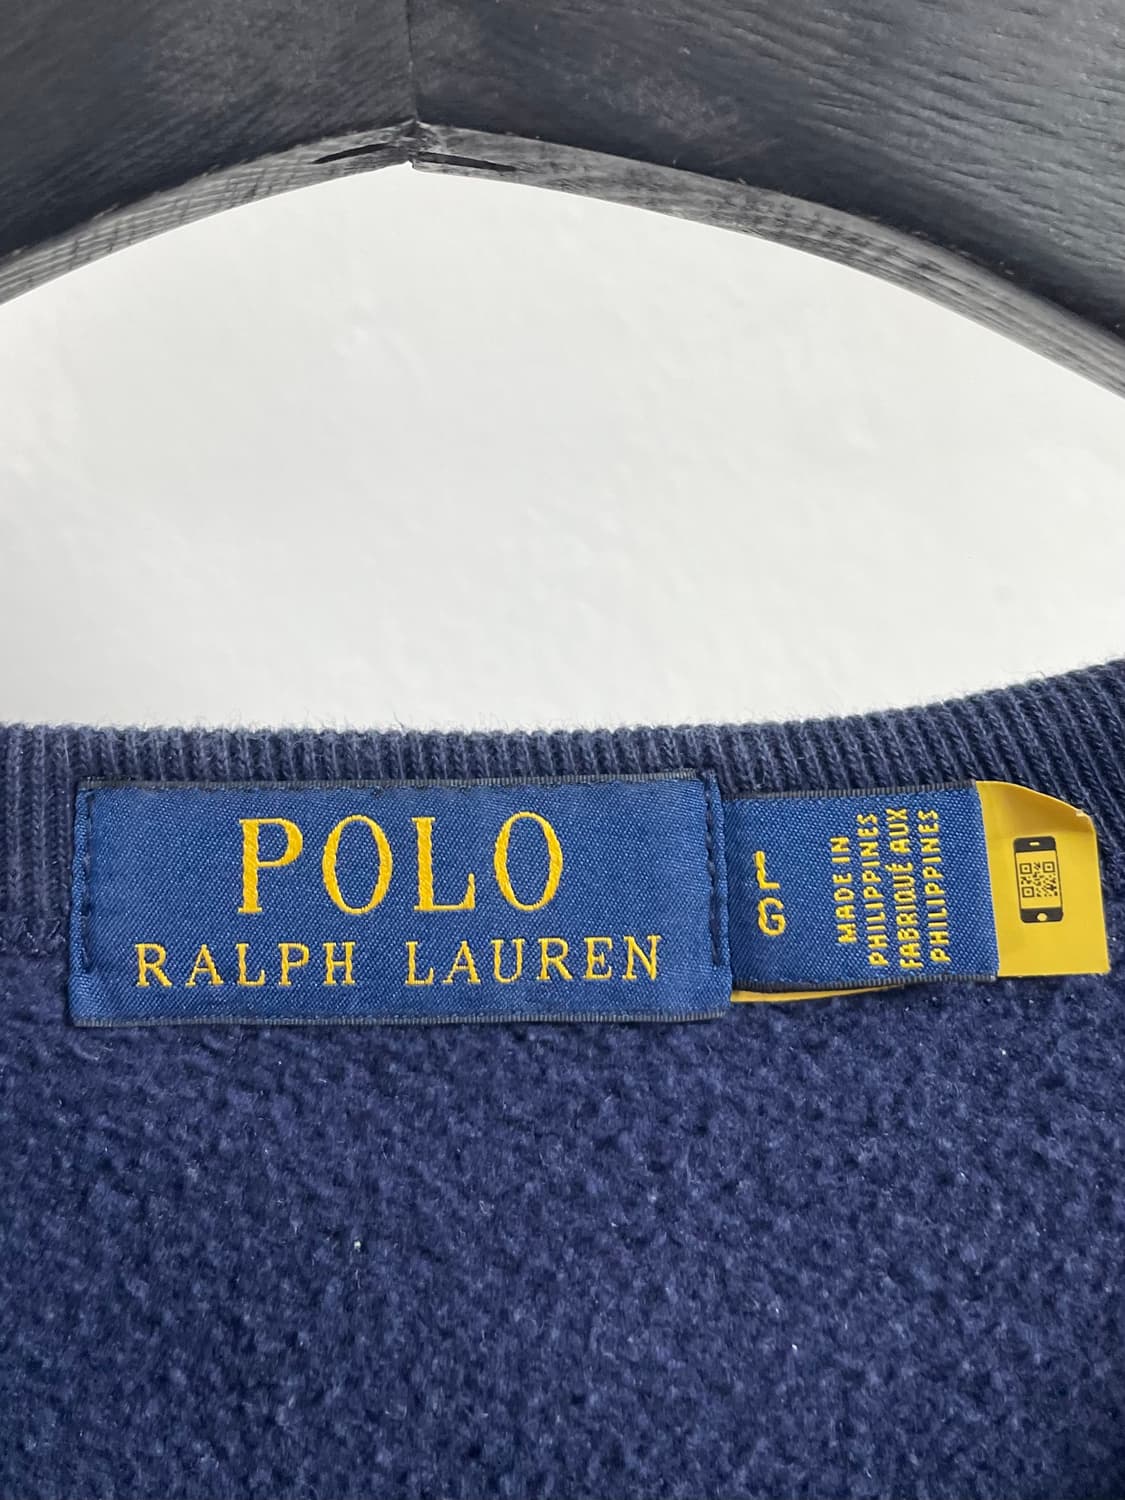 POLO
RALPH LAUREN
L
G
MADE IN
PHILIPPINES
FABRIQUÉ AUX
PHILIPPINES